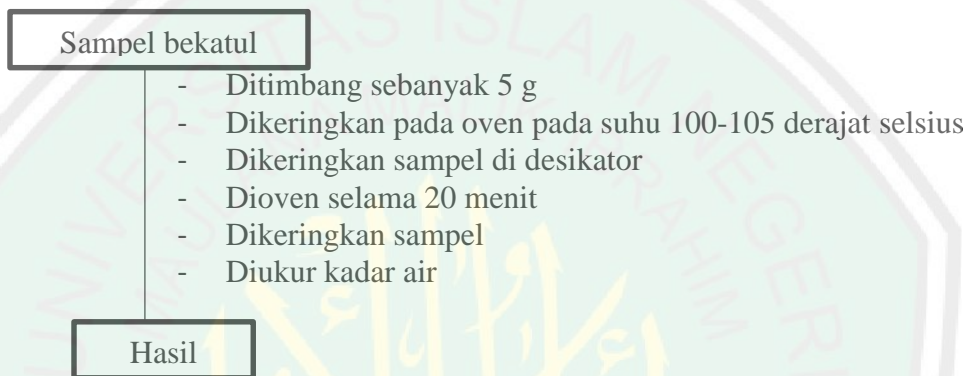 Sampel bekatul
- Ditimbang sebanyak 5 g
- Dikeringkan pada oven pada suhu 100-105 derajat selsius
- Dikeringkan sampel di desikator
- Dioven selama 20 menit
- Dikeringkan sampel
- Diukur kadar air
Hasil